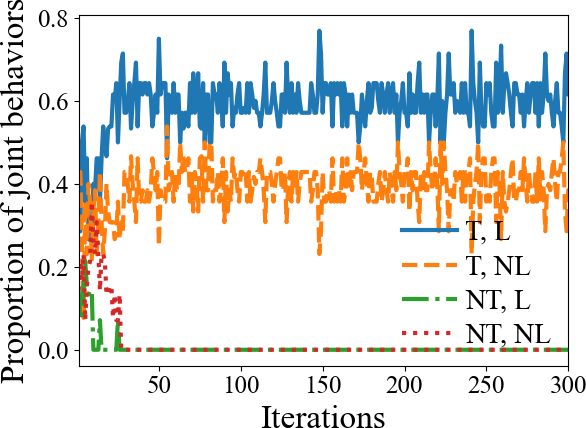 Proportion of joint behaviors
0.8
0.6
0.4
0.2
0.0
T, L
T, NL
NT, L
NT, NL
50 100 150 200 250 300
Iterations